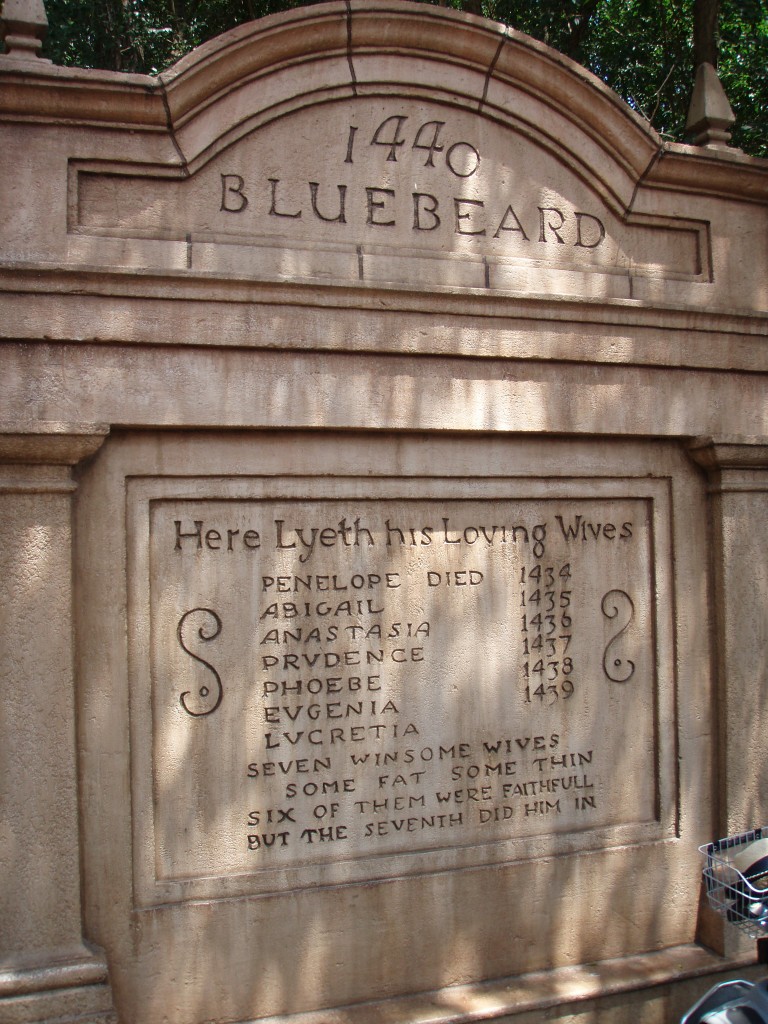 1440
BLUEBEARD
Here Lyeth his Loving Wives
PENELOPE DIED 1434
ABIGAIL 1435
ANASTASIA 1436
PRVDENCE 1437
PHOEBE 1438
EVGENIA 1439
LVCRETIA
SEVEN WINSOME WIVES
SOME FAT SOME THIN
SIX OF THEM WERE FAITHFULL
BUT THE SEVENTH DID HIM IN